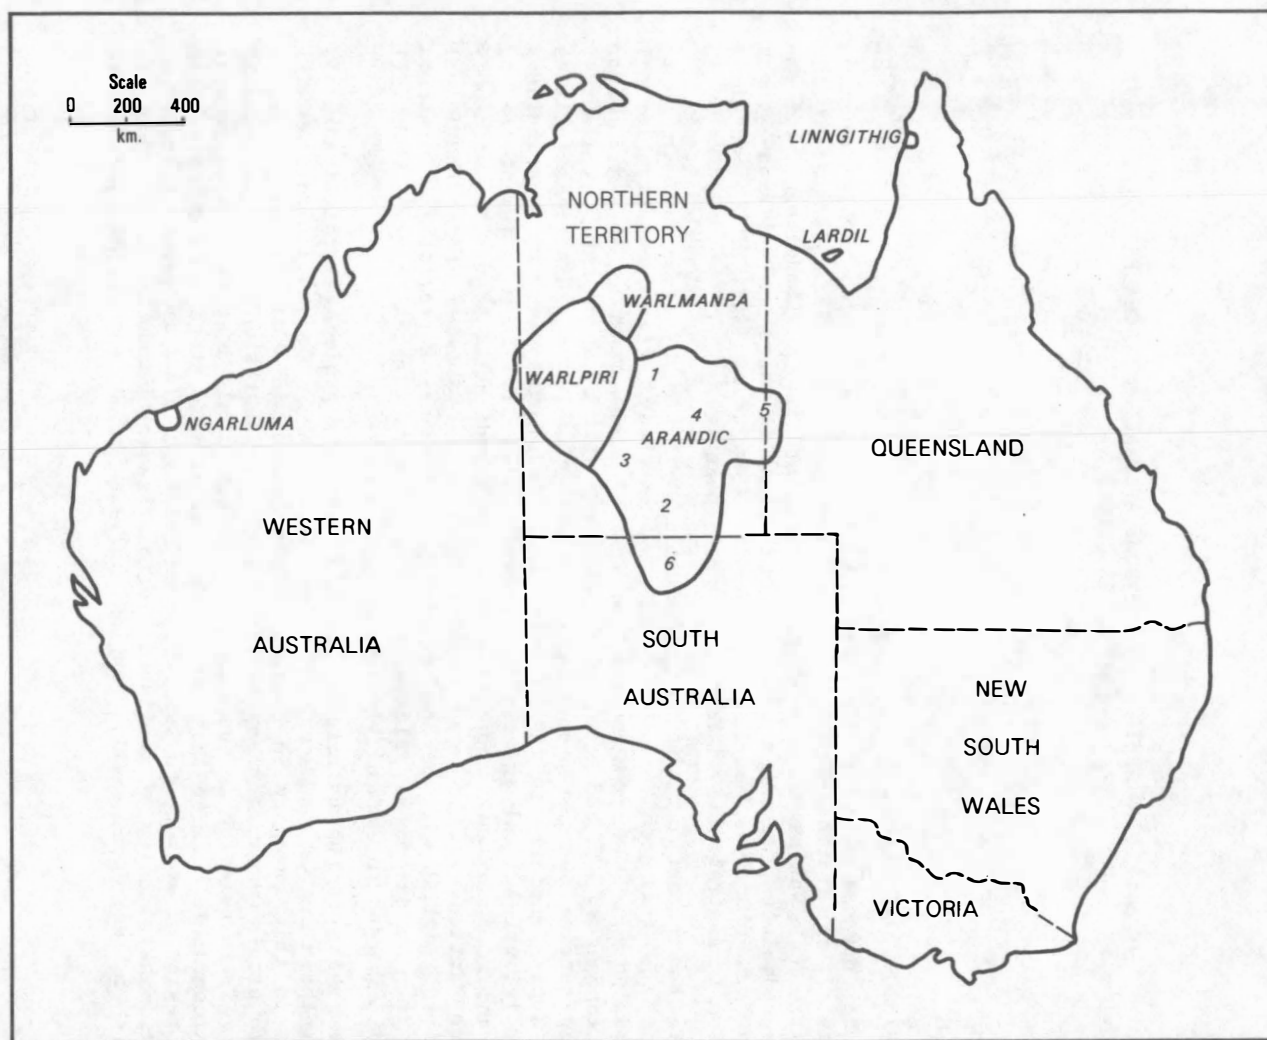 Scale
0 200 400
km.
LINNGITHIG
NORTHERN
TERRITORY
LARDIL
WARLMANPA
WARLPIRI
1
4
5
NGARLUMA
ARANDIC
3
QUEENSLAND
2
WESTERN
6
AUSTRALIA
SOUTH
AUSTRALIA
NEW
SOUTH
WALES
VICTORIA